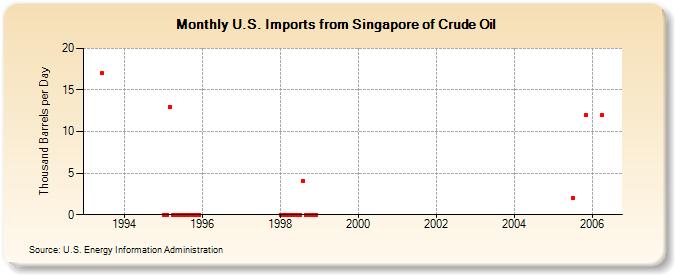 Monthly U.S. Imports from Singapore of Crude Oil
Thousand Barrels per Day
20
15
10
5
0
1994 1996 1998 2000 2002 2004 2006
Source: U.S. Energy Information Administration